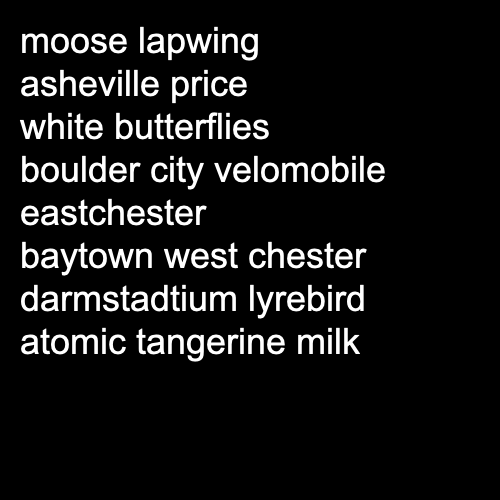 moose lapwing
asheville price
white butterflies
boulder city velomobile
eastchester
baytown west chester
darmstadtium lyrebird
atomic tangerine milk